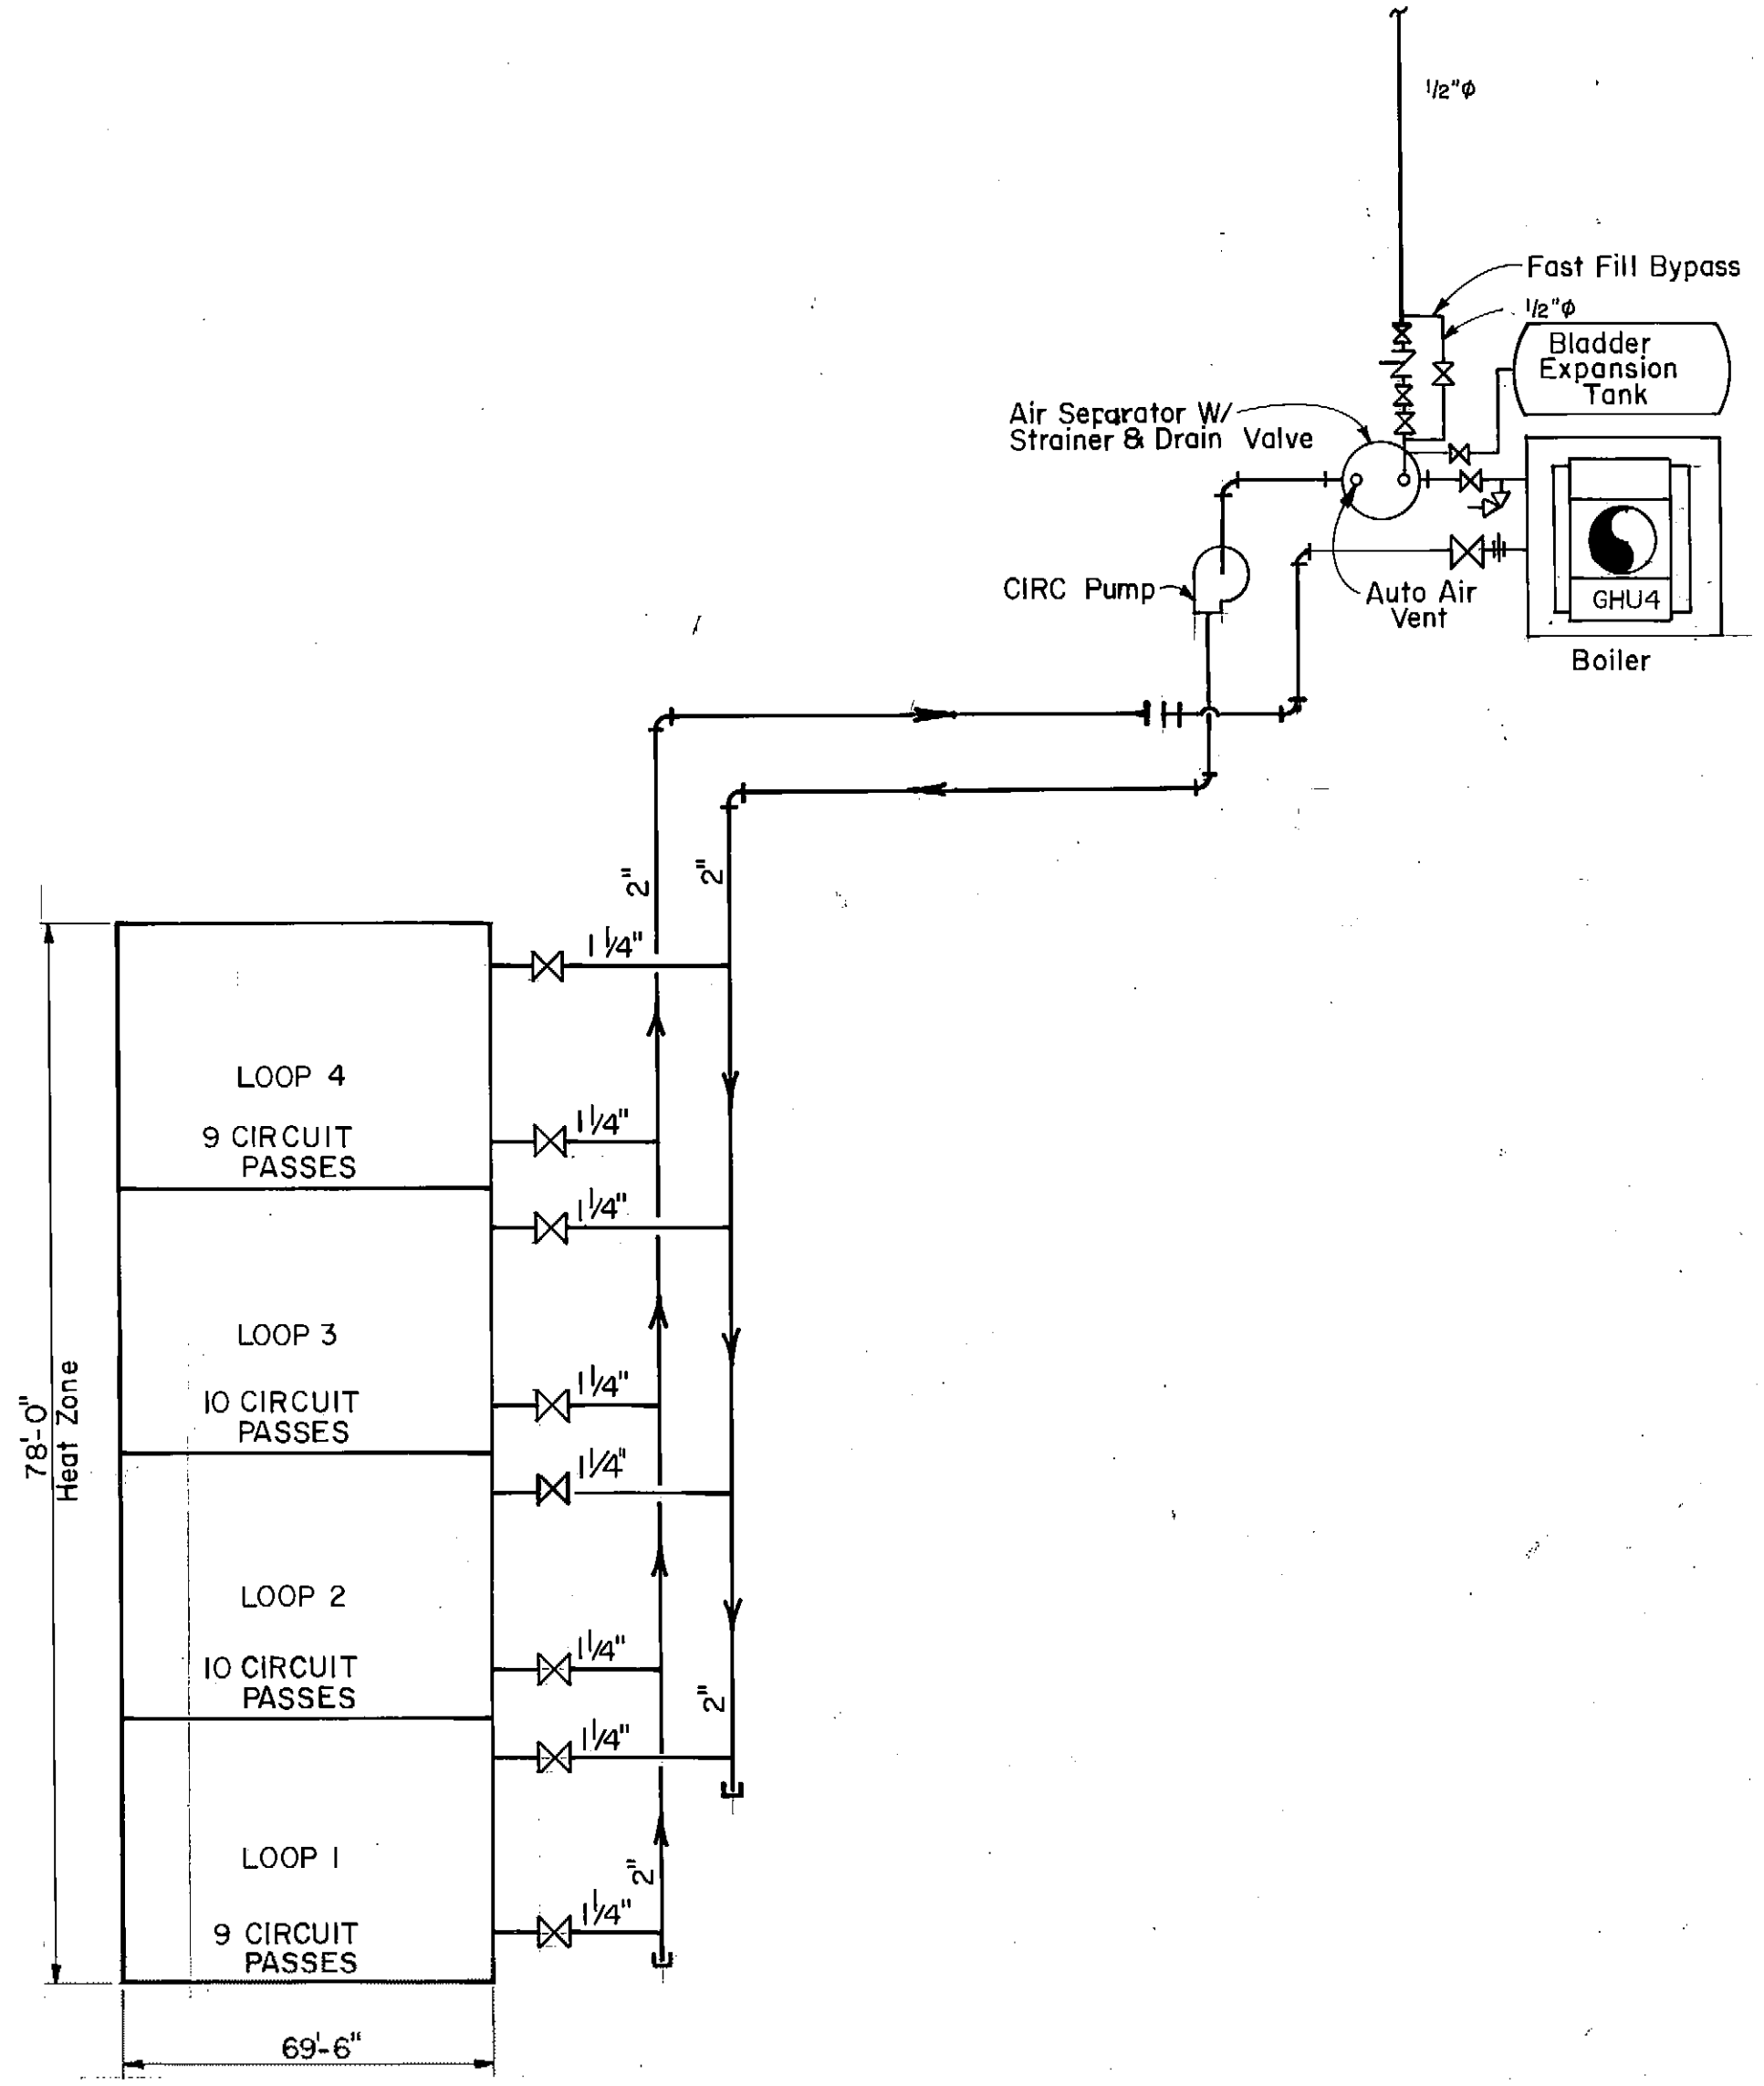 1/2"φ
Fast Fill Bypass
1/2"φ
Bladder
Expansion
Tank
Air Separator W/
Strainer & Drain Valve
CIRC Pump
Auto Air
Vent
GHU4
Boiler
2"
2"
1 1/4"
LOOP 4
1 1/4"
9 CIRCUIT
PASSES
1 1/4"
LOOP 3
1 1/4"
10 CIRCUIT
PASSES
78'-0"
Heat Zone
1 1/4"
LOOP 2
1 1/4"
10 CIRCUIT
PASSES
2"
1 1/4"
LOOP 1
2"
1 1/4"
9 CIRCUIT
PASSES
69'-6"